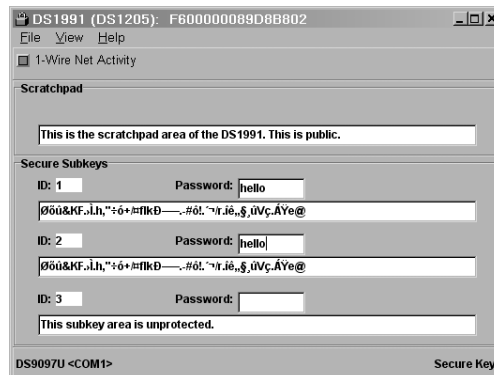 DS1991 (DS1205): F600000089D8B802
File View Help
1-Wire Net Activity
Scratchpad
This is the scratchpad area of the DS1991. This is public.
Secure Subkeys
ID: 1 Password: hello
ID: 2 Password: hello
ID: 3 Password:
This subkey area is unprotected.
DS9097U <COM1> Secure Key